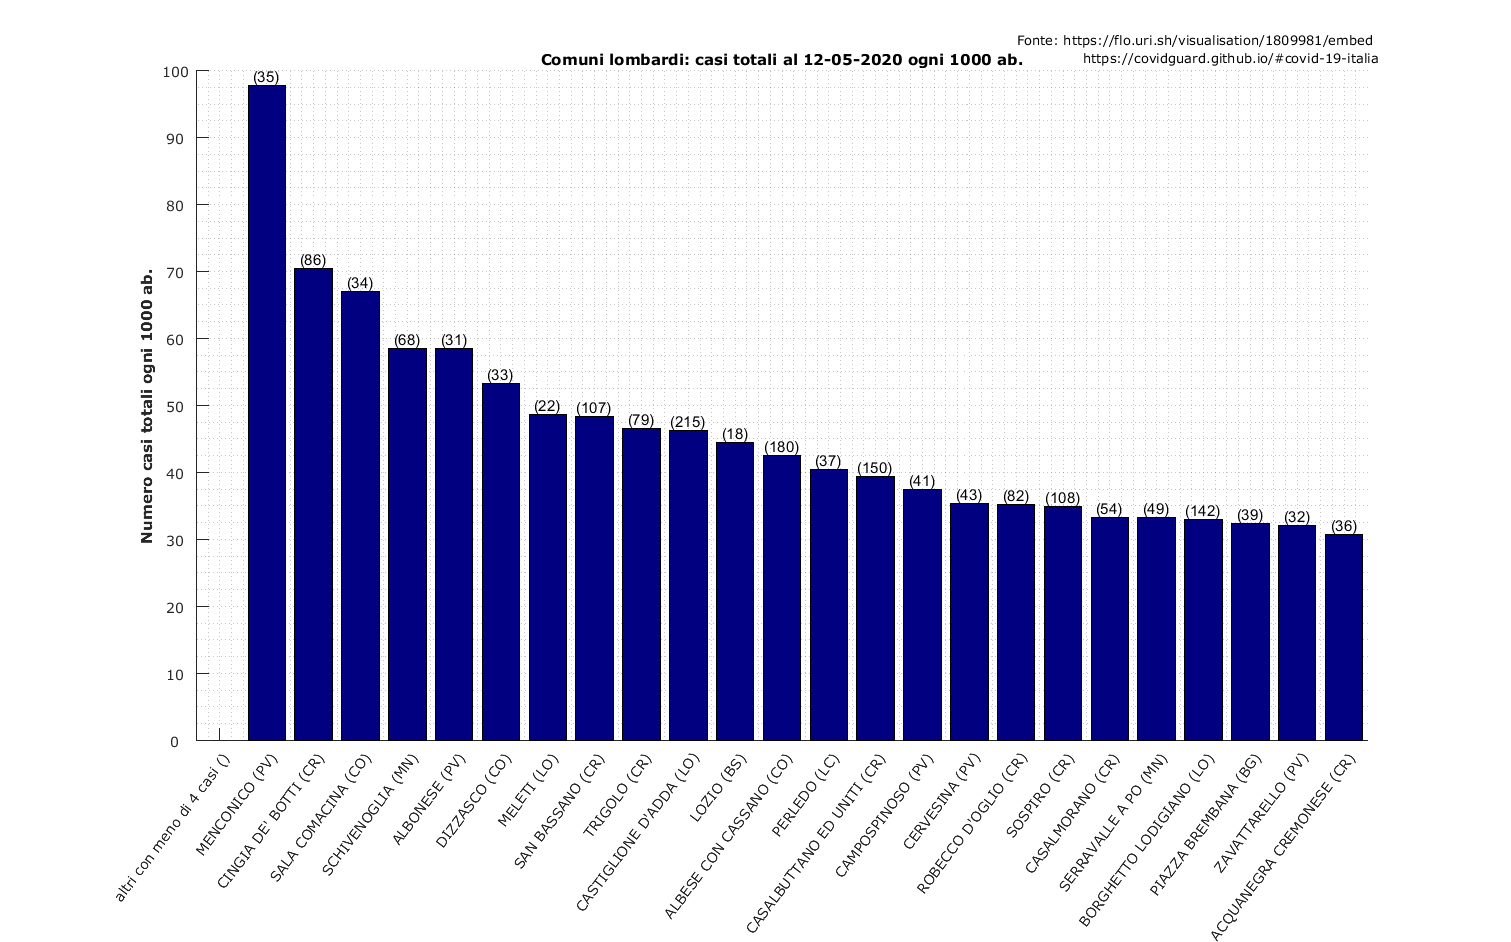 Fonte: https://flo.uri.sh/visualisation/1809981/embed
Comuni lombardi: casi totali al 12-05-2020 ogni 1000 ab.
https://covidguard.github.io/#covid-19-italia
Numero casi totali ogni 1000 ab.
100
90
80
70
60
50
40
30
20
10
0
(35)
(86)
(34)
(68)
(31)
(33)
(22)
(107)
(79)
(215)
(18)
(180)
(37)
(150)
(41)
(43)
(82)
(108)
(54)
(49)
(142)
(39)
(32)
(36)
altri con meno di 4 casi ()
MENCONICO (PV)
CINGIA DE' BOTTI (CR)
SALA COMACINA (CO)
SCHIVENOGLIA (MN)
ALBONESE (PV)
DIZZASCO (CO)
MELETI (LO)
SAN BASSANO (CR)
TRIGOLO (CR)
CASTIGLIONE D'ADDA (LO)
LOZIO (BS)
ALBESE CON CASSANO (CO)
PERLEDO (LC)
CASALBUTTANO ED UNITI (CR)
CAMPOSPINOSO (PV)
CERVESINA (PV)
ROBECCO D'OGLIO (CR)
SOSPIRO (CR)
CASALMORANO (CR)
SERRAVALLE A PO (MN)
BORGHETTO LODIGIANO (LO)
PIAZZA BREMBANA (BG)
ZAVATTARELLO (PV)
ACQUANEGRA CREMONESE (CR)